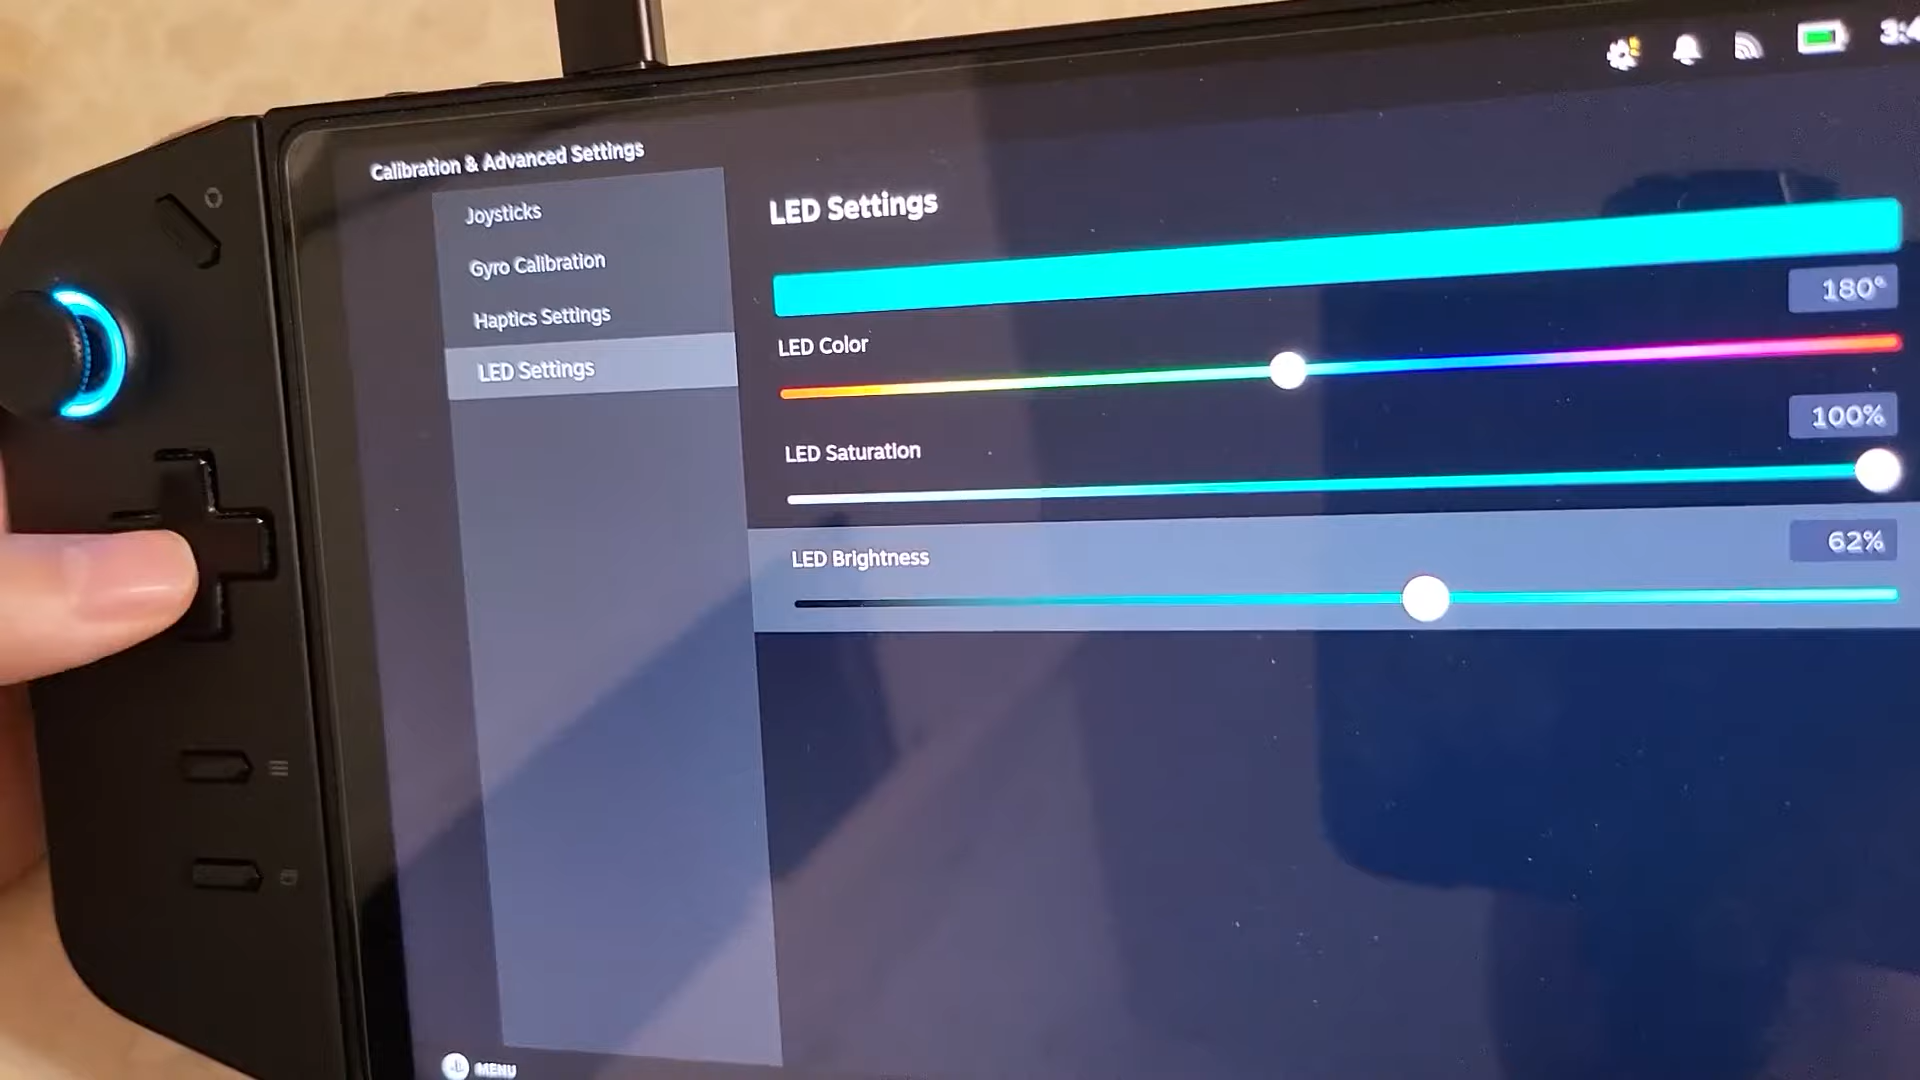 Calibration & Advanced Settings
Joysticks
Gyro Calibration
Haptics Settings
LED Settings
LED Settings
180°
LED Color
100%
LED Saturation
62%
LED Brightness
MENU